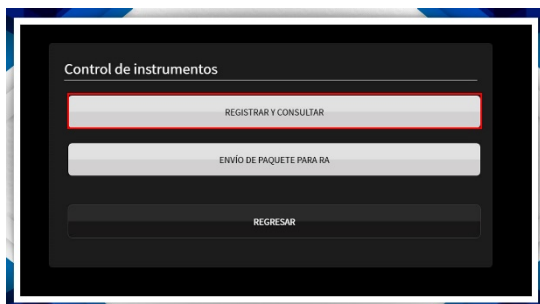 Control de instrumentos
REGISTRAR Y CONSULTAR
ENVÍO DE PAQUETE PARA RA
REGRESAR